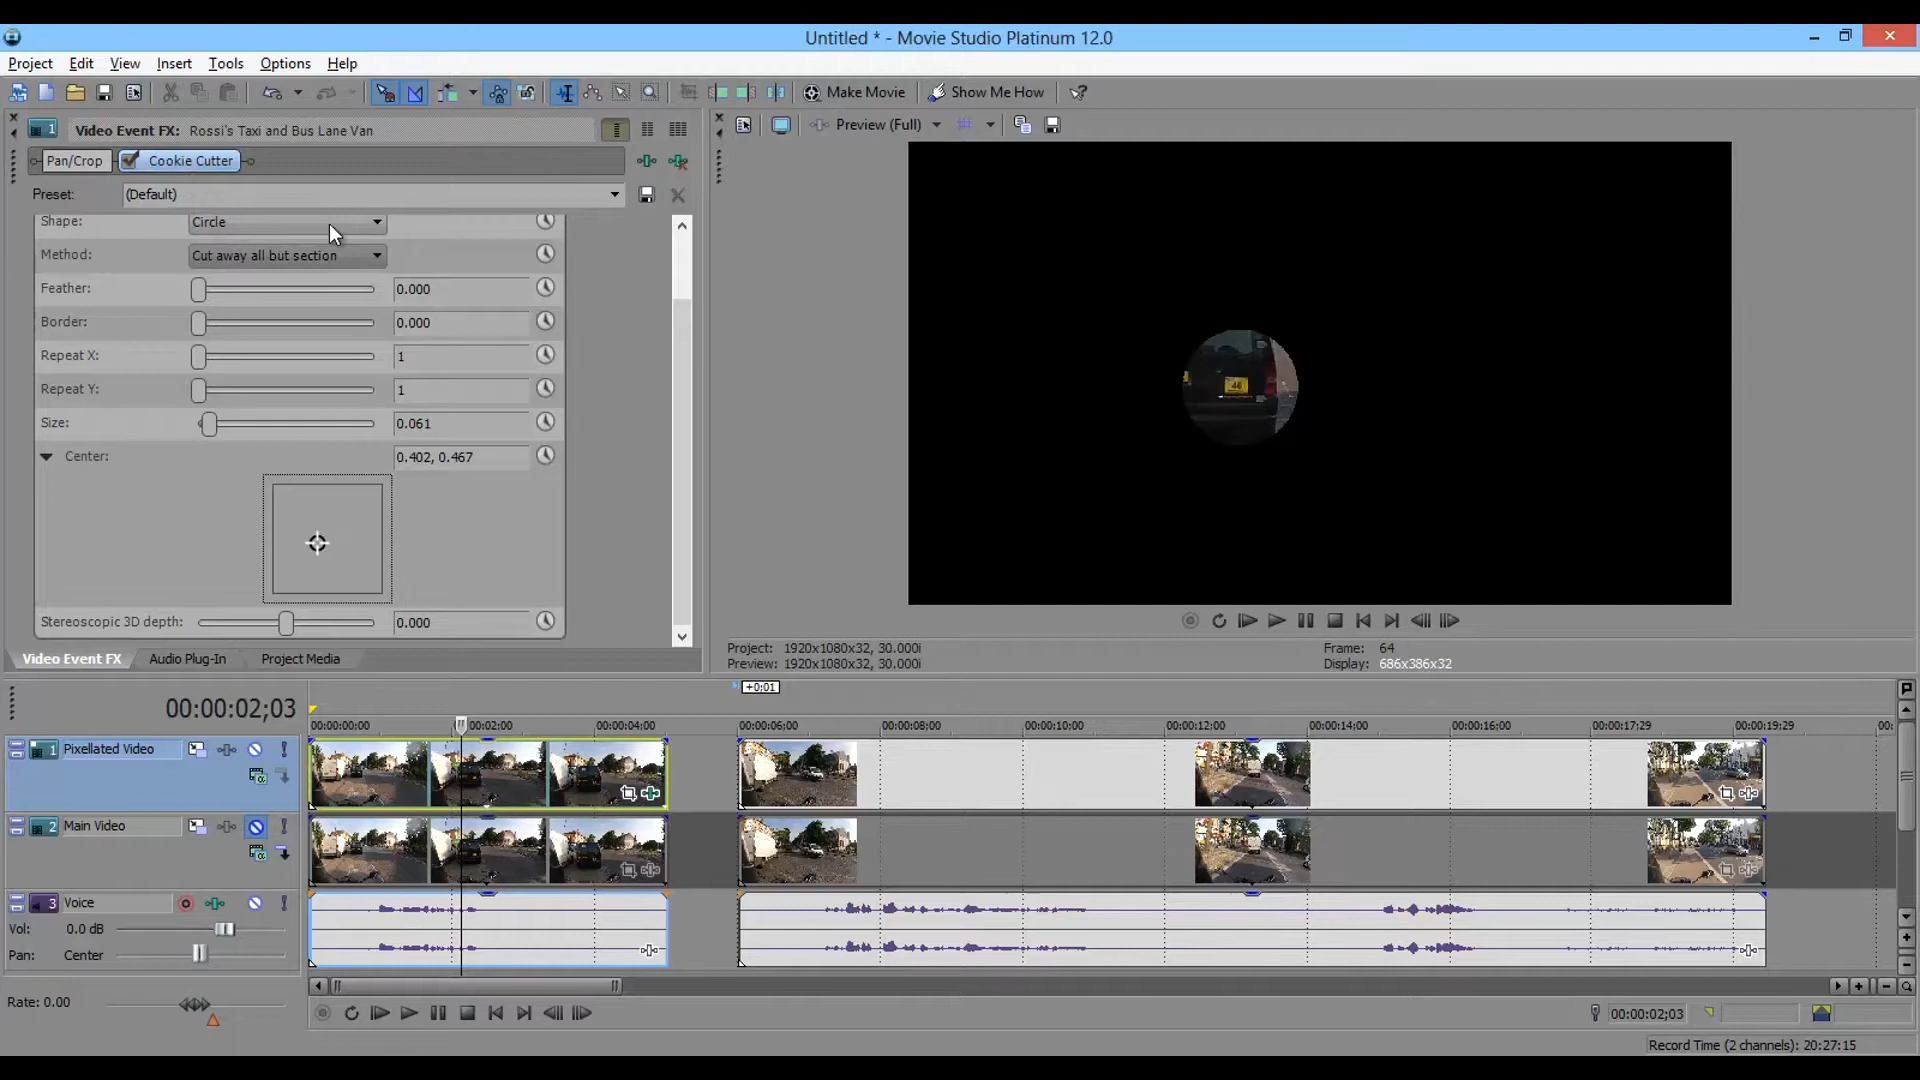 Untitled * - Movie Studio Platinum 12.0
Project Edit View Insert Tools Options Help
Make Movie Show Me How
1 Video Event FX: Rossi's Taxi and Bus Lane Van
Preview (Full)
Pan/Crop Cookie Cutter
Preset: (Default)
Shape: Circle
Method: Cut away all but section
Feather: 0.000
Border: 0.000
Repeat X: 1
Repeat Y: 1
Size: 0.061
Center: 0.402, 0.467
Stereoscopic 3D depth: 0.000
Project: 1920x1080x32, 30.000i
Preview: 1920x1080x32, 30.000i
Frame: 64
Display: 686x386x32
Video Event FX Audio Plug-In Project Media
+0;01
00:00:02;03
00:00:00;00 00:00:02;00 00:00:04;00 00:00:06;00 00:00:08;00 00:00:10;00 00:00:12;00 00:00:14;00 00:00:16;00 00:00:17;29 00:00:19;29 00:
1 Pixellated Video
2 Main Video
3 Voice
Vol: 0.0 dB
Pan: Center
Rate: 0.00
00:00:02;03
Record Time (2 channels): 20:27:15